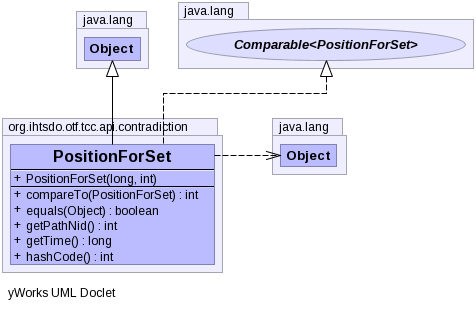 java.lang
Object
java.lang
Comparable<PositionForSet>
org.ihtsdo.otf.tcc.api.contradiction
PositionForSet
+ PositionForSet(long, int)
+ compareTo(PositionForSet) : int
+ equals(Object) : boolean
+ getPathNid() : int
+ getTime() : long
+ hashCode() : int
java.lang
Object
yWorks UML Doclet